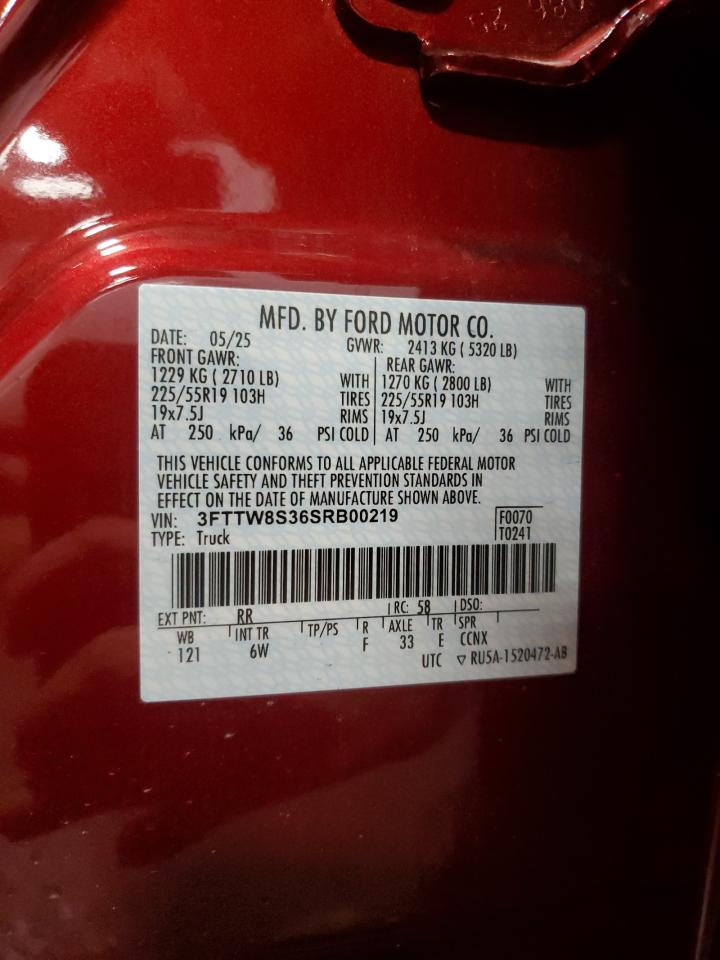 MFD. BY FORD MOTOR CO.
DATE: 05/25 GVWR: 2413 KG ( 5320 LB)
FRONT GAWR: REAR GAWR:
1229 KG ( 2710 LB) WITH 1270 KG ( 2800 LB) WITH
225/55R19 103H TIRES 225/55R19 103H TIRES
19x7.5J RIMS 19x7.5J RIMS
AT 250 kPa/ 36 PSI COLD AT 250 kPa/ 36 PSI COLD
THIS VEHICLE CONFORMS TO ALL APPLICABLE FEDERAL MOTOR
VEHICLE SAFETY AND THEFT PREVENTION STANDARDS IN
EFFECT ON THE DATE OF MANUFACTURE SHOWN ABOVE.
VIN: 3FTTW8S36SRB00219 F0070
TYPE: Truck T0241
EXT PNT: RR RC: 58 DSO:
WB INT TR TP/PS R AXLE TR SPR
121 6W F 33 E CCNX
UTC ▽ RU5A-1520472-AB